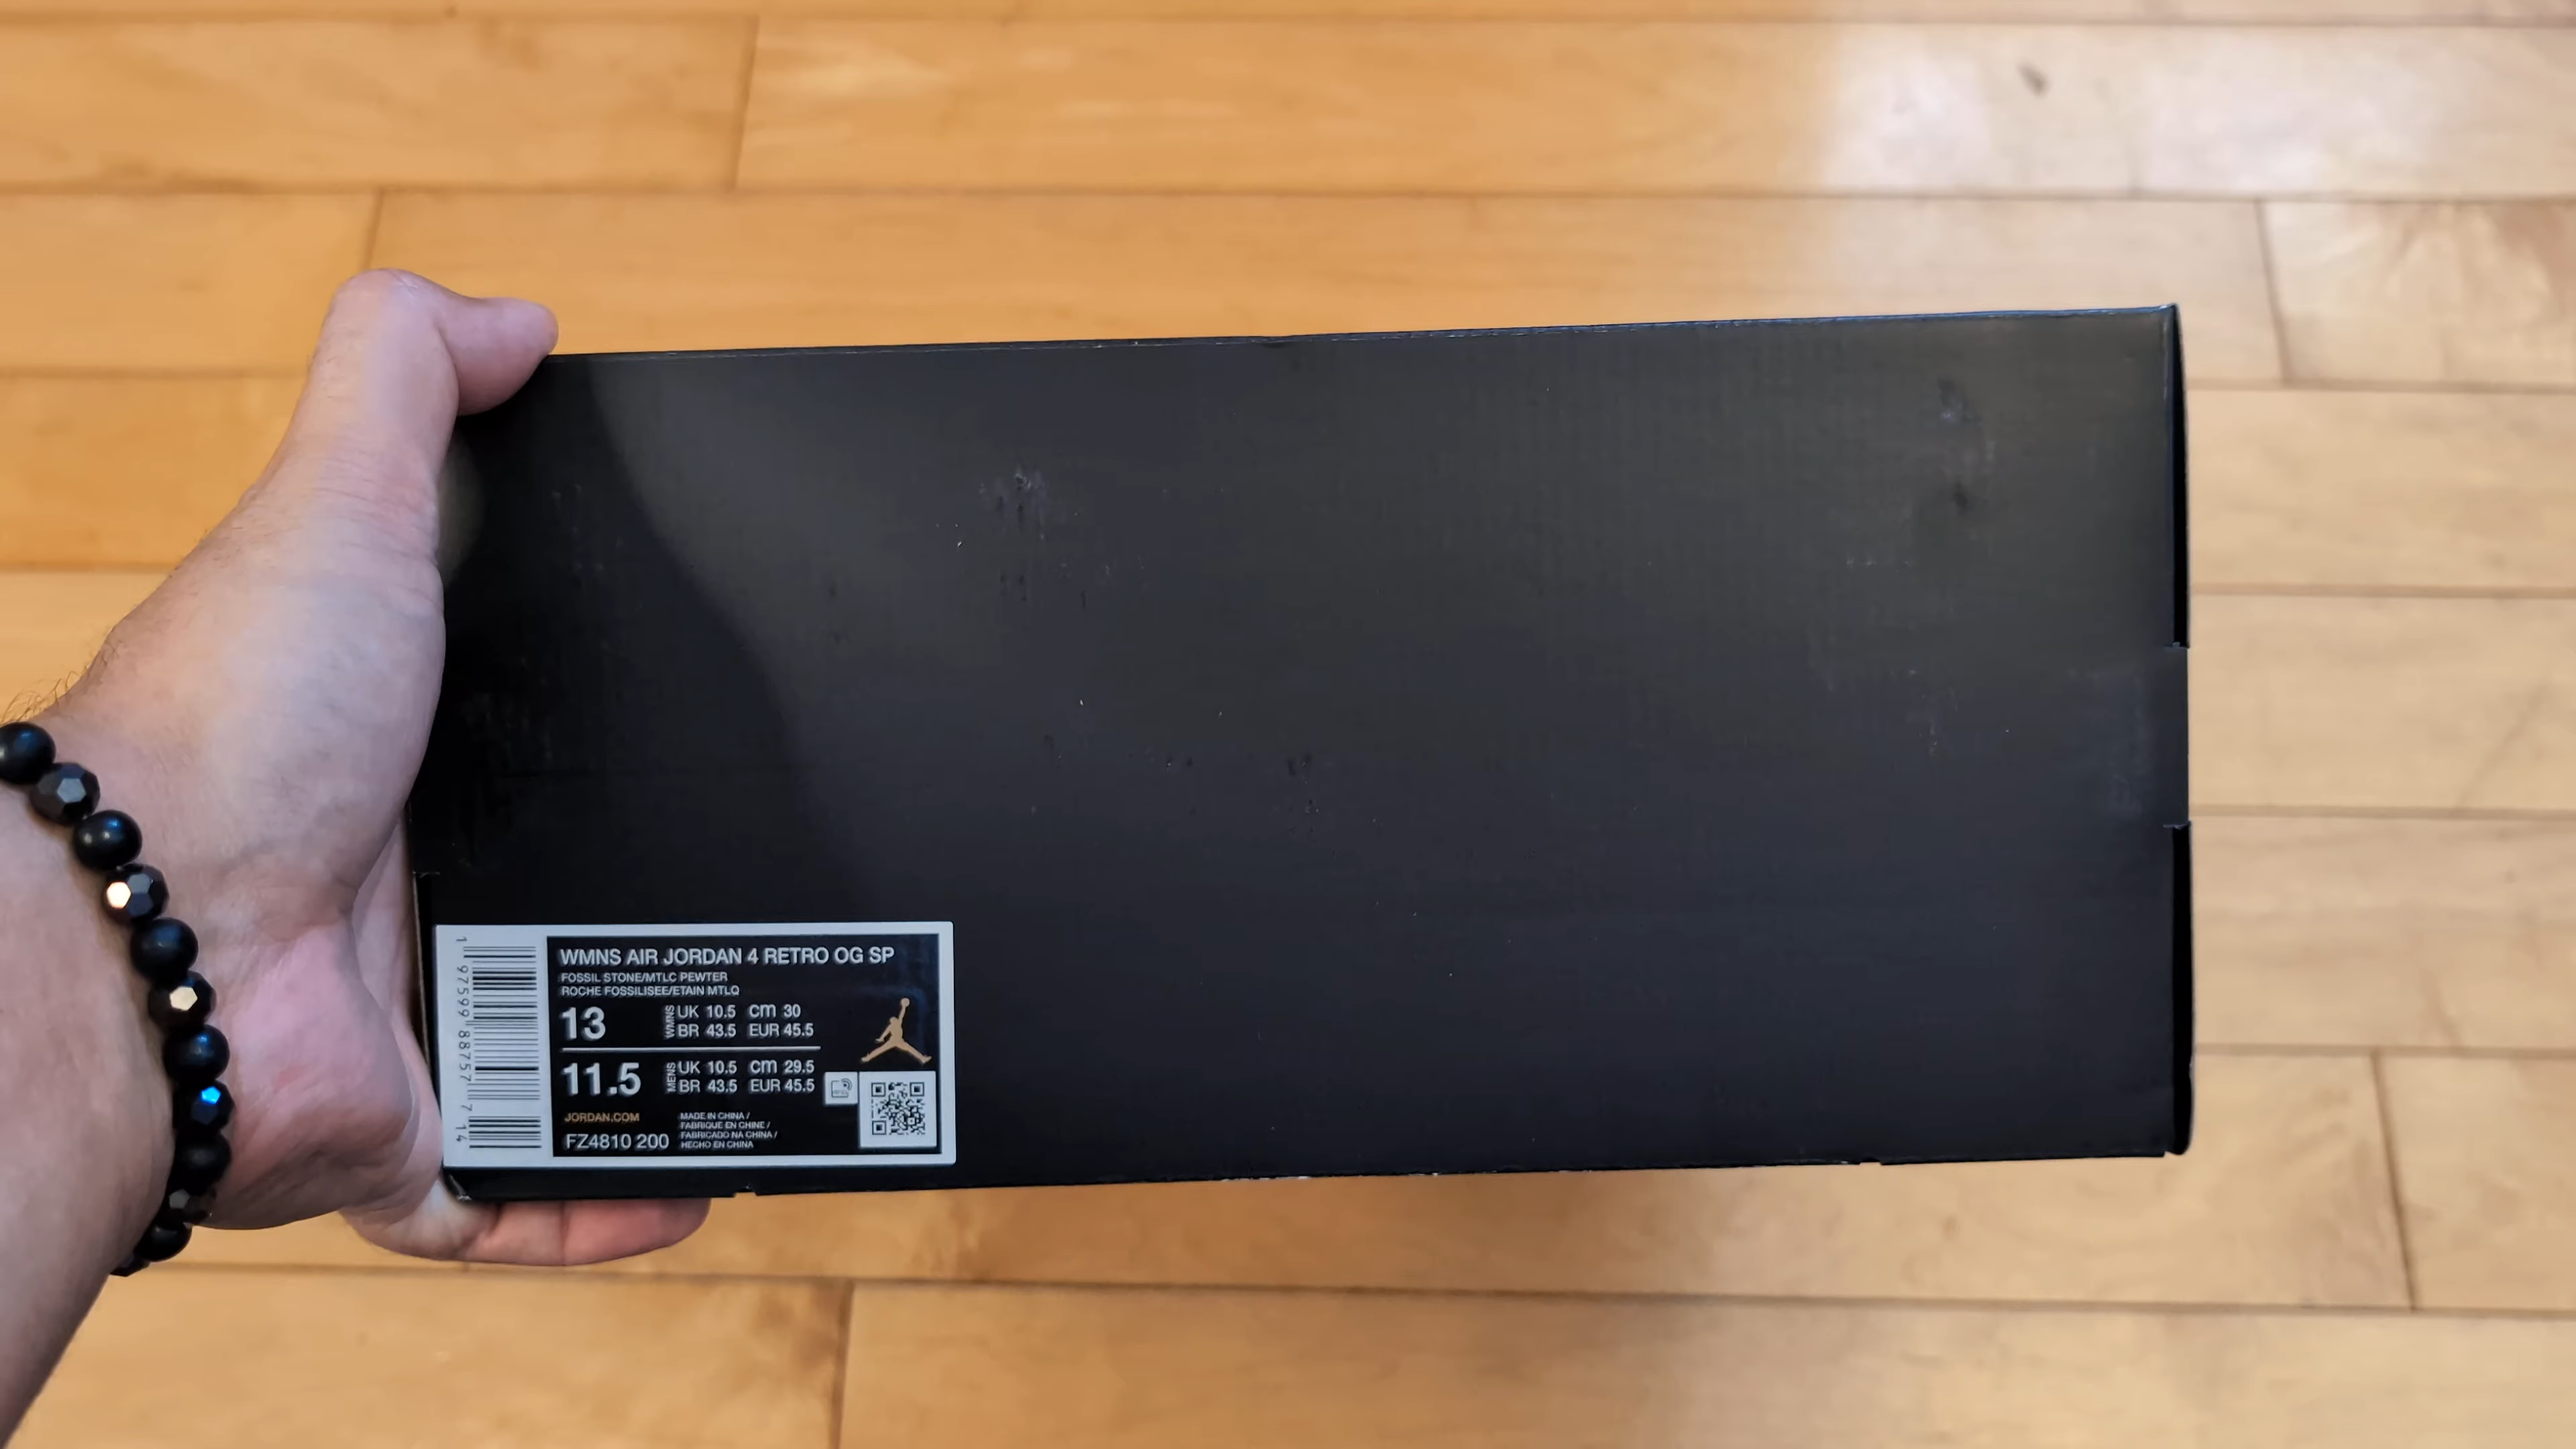 WMNS AIR JORDAN 4 RETRO OG SP
FOSSIL STONE/MTLC PEWTER
ROCHE FOSSILISEE/ETAIN MTLQ
13 WMNS UK 10.5 cm 30
BR 43.5 EUR 45.5
11.5 MENS UK 10.5 cm 29.5
BR 43.5 EUR 45.5
JORDAN.COM
FZ4810 200
MADE IN CHINA /
FABRIQUE EN CHINE /
FABRICADO NA CHINA /
HECHO EN CHINA
1 97599 88757 7 14